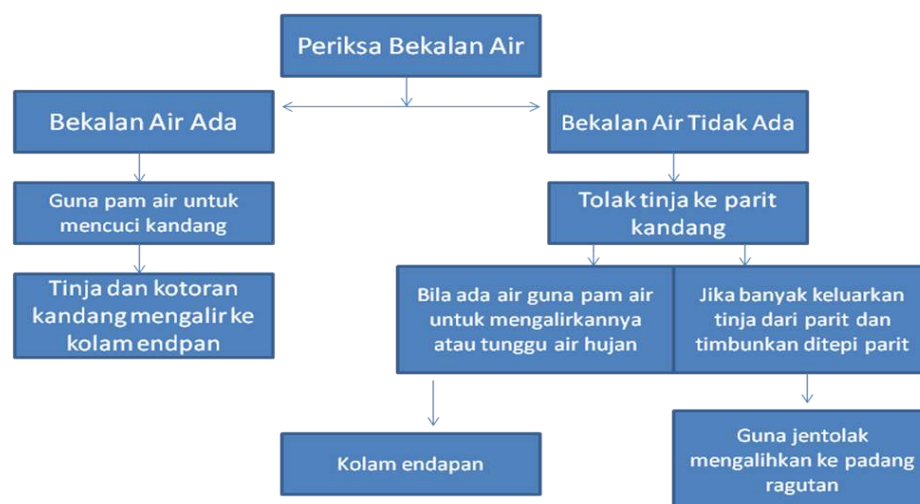 Periksa Bekalan Air
Bekalan Air Ada
Bekalan Air Tidak Ada
Guna pam air untuk
mencuci kandang
Tolak tinja ke parit
kandang
Tinja dan kotoran
kandang mengalir ke
kolam endpan
Bila ada air guna pam air
untuk mengalirkannya
atau tunggu air hujan
Jika banyak keluarkan
tinja dari parit dan
timbunkan ditepi parit
Kolam endapan
Guna jentolak
mengalihkan ke padang
ragutan